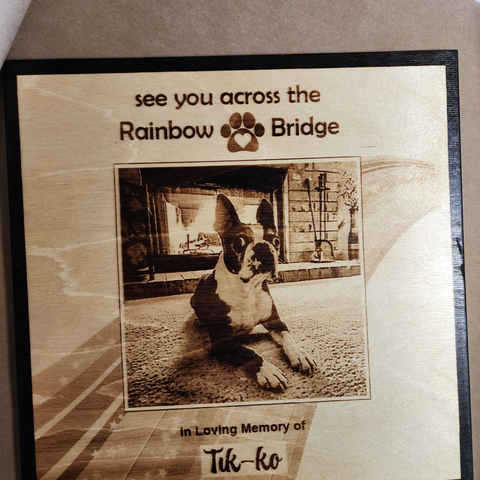 see you across the
Rainbow Bridge
in Loving Memory of
Tik-ko